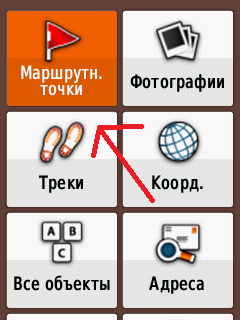 Маршрутн.
точки
Фотографии
Треки
Коорд.
A B
C
Все объекты
Адреса